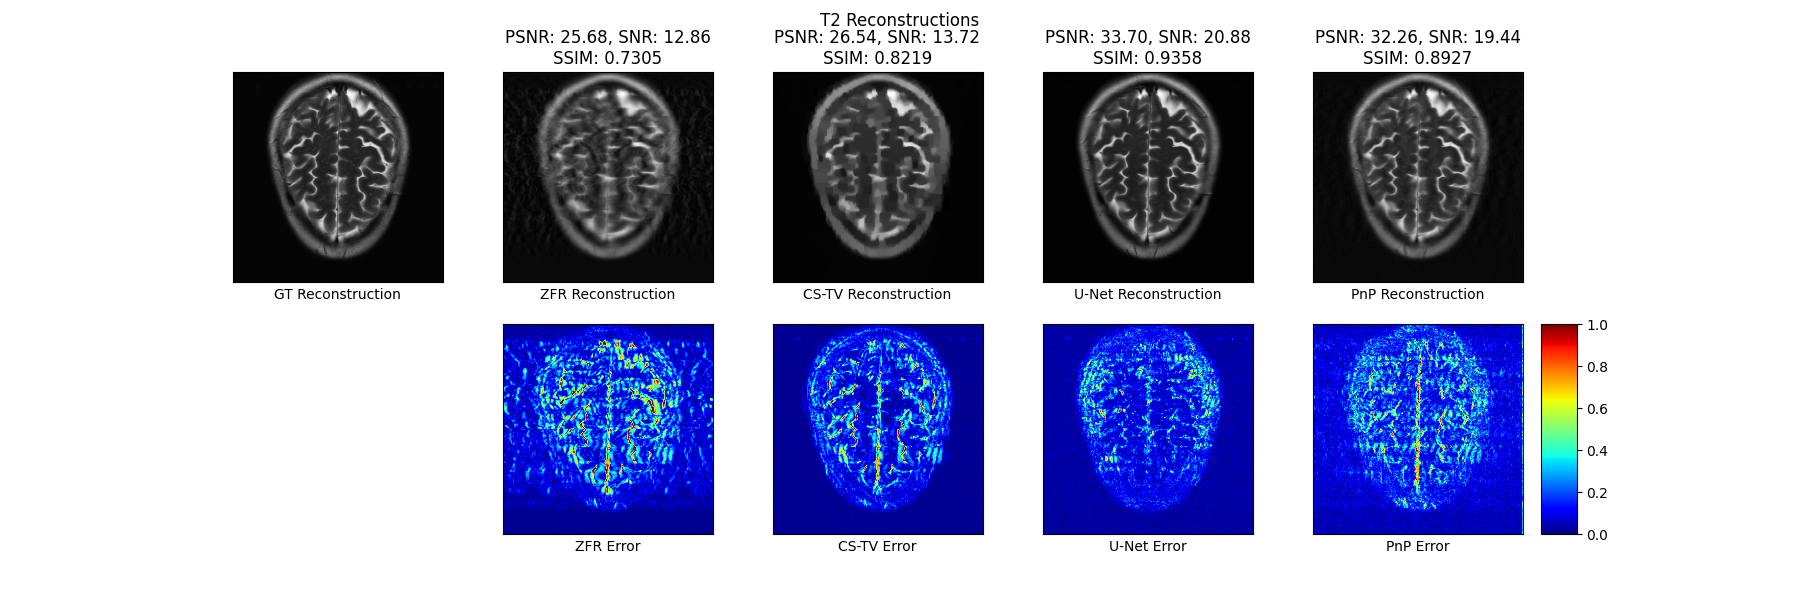 T2 Reconstructions
PSNR: 25.68, SNR: 12.86
SSIM: 0.7305
PSNR: 26.54, SNR: 13.72
SSIM: 0.8219
PSNR: 33.70, SNR: 20.88
SSIM: 0.9358
PSNR: 32.26, SNR: 19.44
SSIM: 0.8927
GT Reconstruction
ZFR Reconstruction
CS-TV Reconstruction
U-Net Reconstruction
PnP Reconstruction
ZFR Error
CS-TV Error
U-Net Error
PnP Error
1.0
0.8
0.6
0.4
0.2
0.0